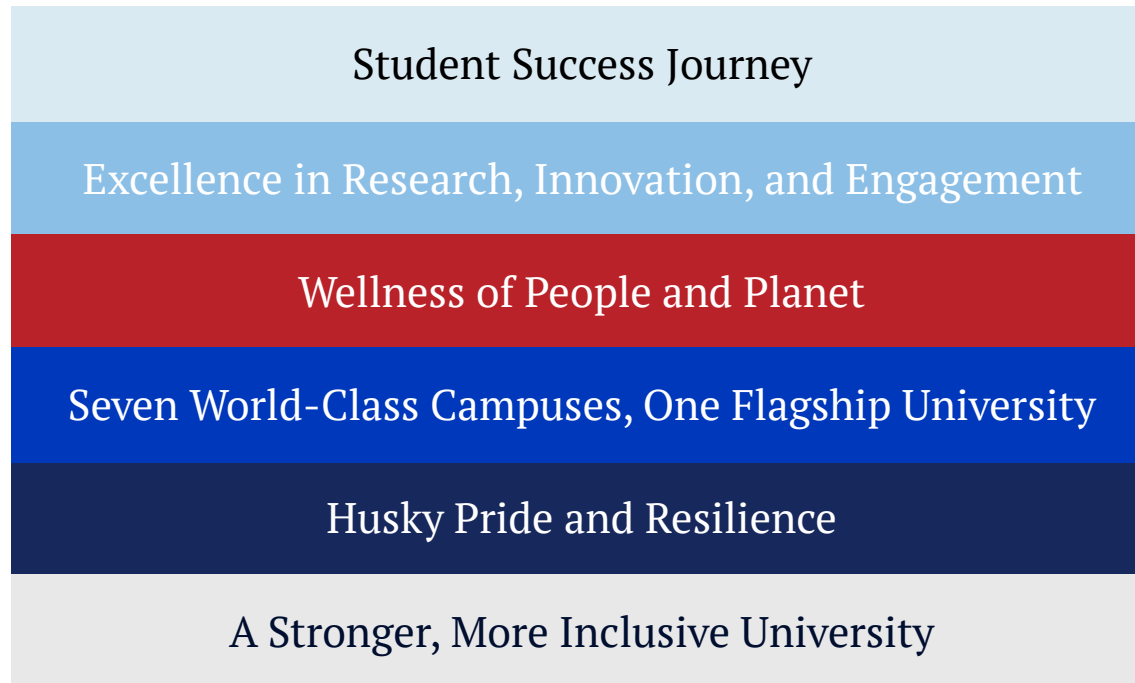 Student Success Journey
Excellence in Research, Innovation, and Engagement
Wellness of People and Planet
Seven World-Class Campuses, One Flagship University
Husky Pride and Resilience
A Stronger, More Inclusive University